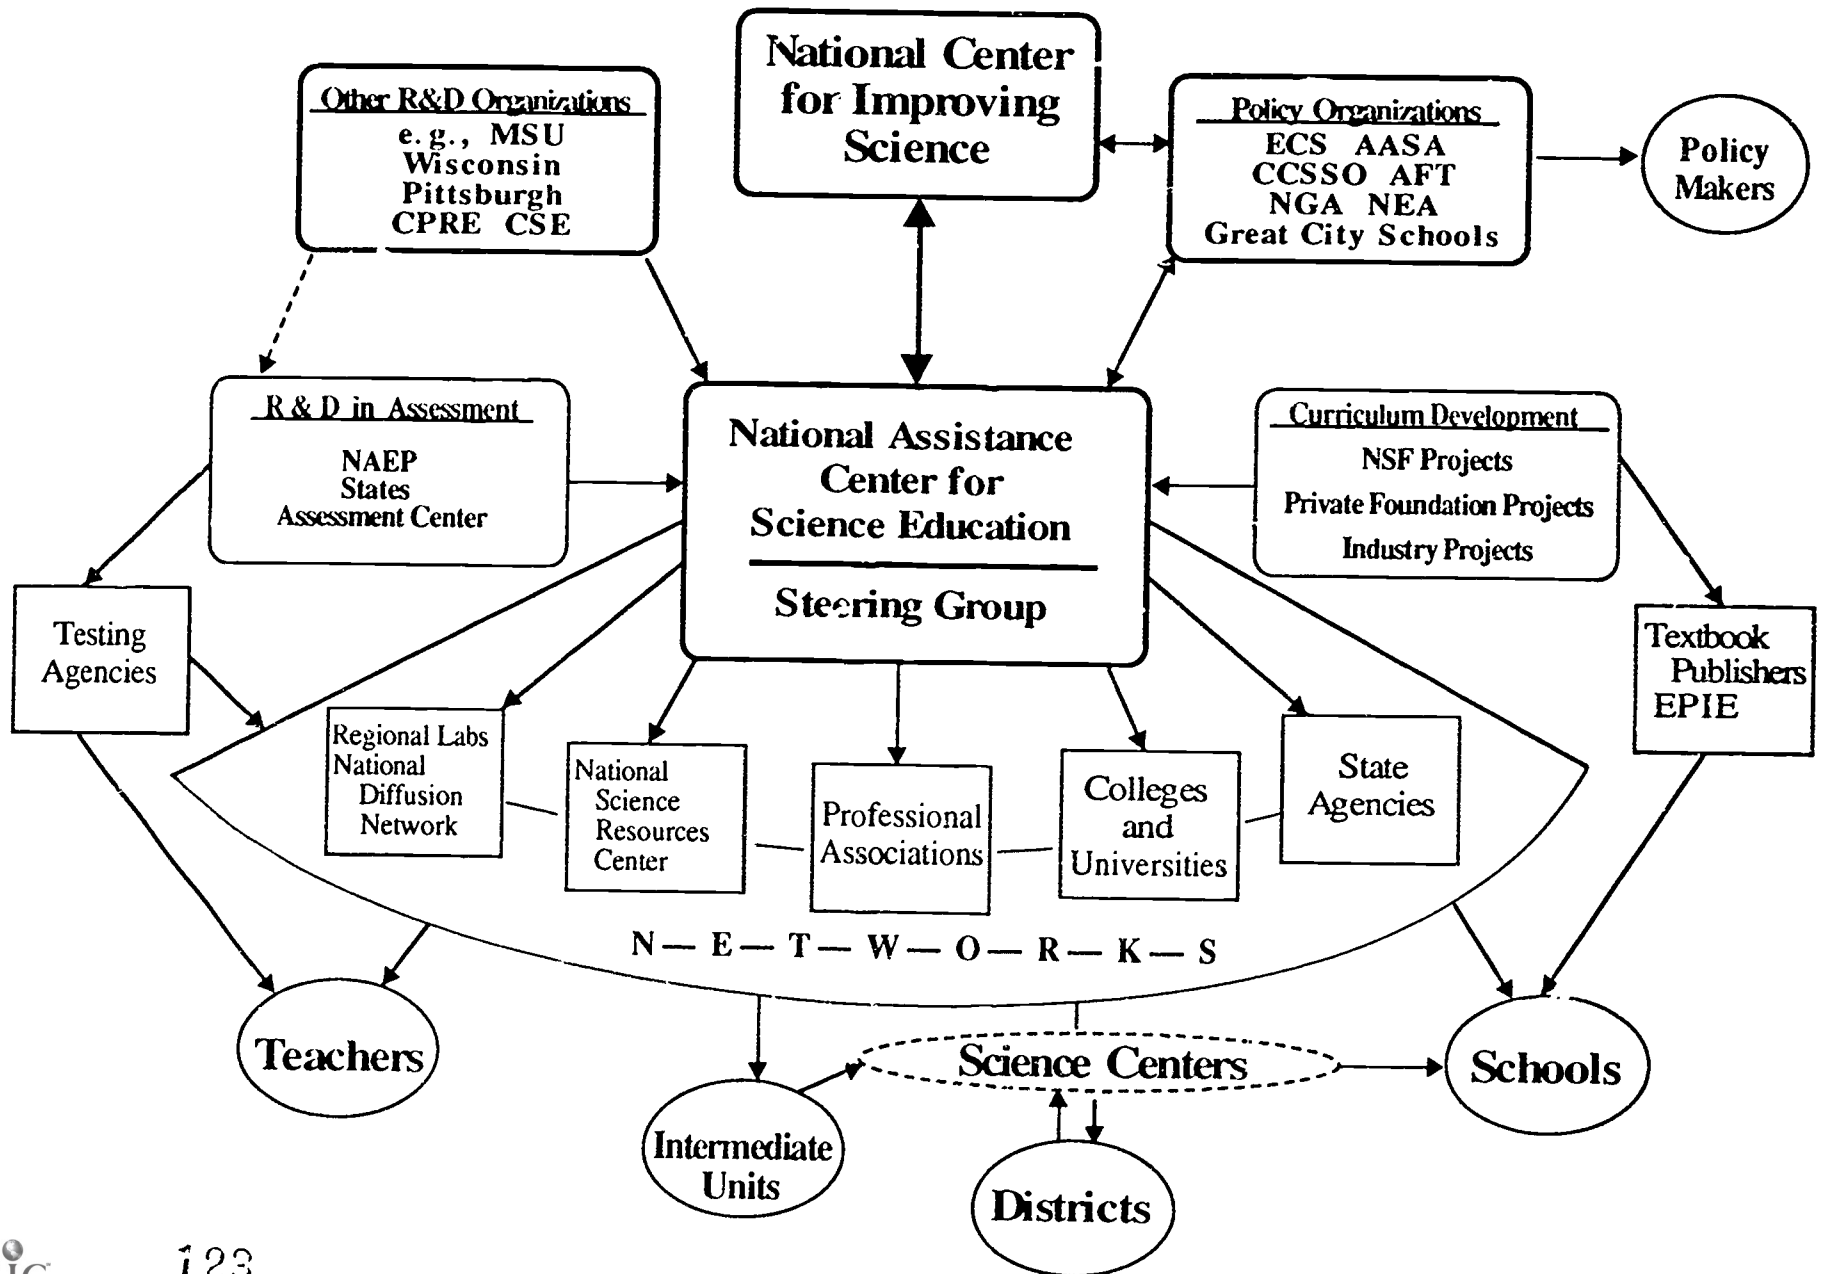 National Center
for Improving
Science
Other R&D Organizations
e.g., MSU
Wisconsin
Pittsburgh
CPRE CSE
Policy Organizations
ECS AASA
CCSSO AFT
NGA NEA
Great City Schools
Policy
Makers
R & D in Assessment
NAEP
States
Assessment Center
National Assistance
Center for
Science Education
Steering Group
Curriculum Development
NSF Projects
Private Foundation Projects
Industry Projects
Testing
Agencies
Textbook
Publishers
EPIE
Regional Labs
National
Diffusion
Network
National
Science
Resources
Center
Professional
Associations
Colleges
and
Universities
State
Agencies
N — E — T — W — O — R — K — S
Teachers
Science Centers
Schools
Intermediate
Units
Districts
123